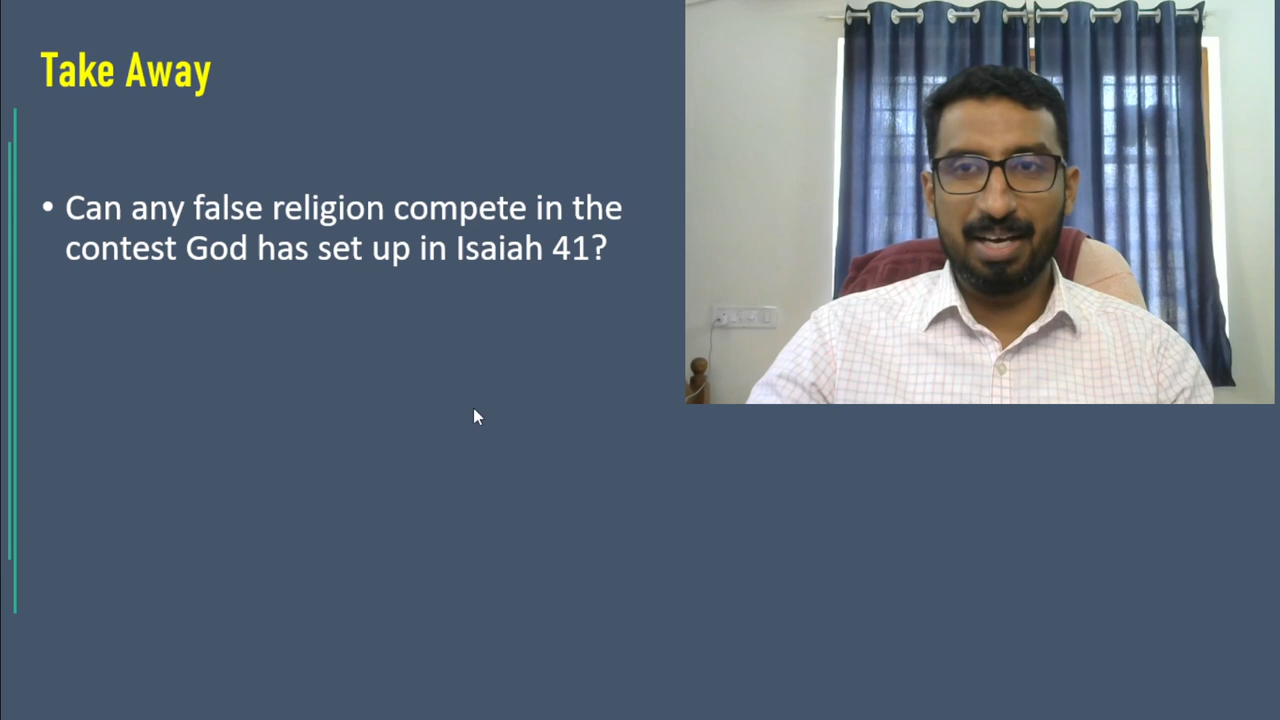 Take Away
• Can any false religion compete in the
contest God has set up in Isaiah 41?